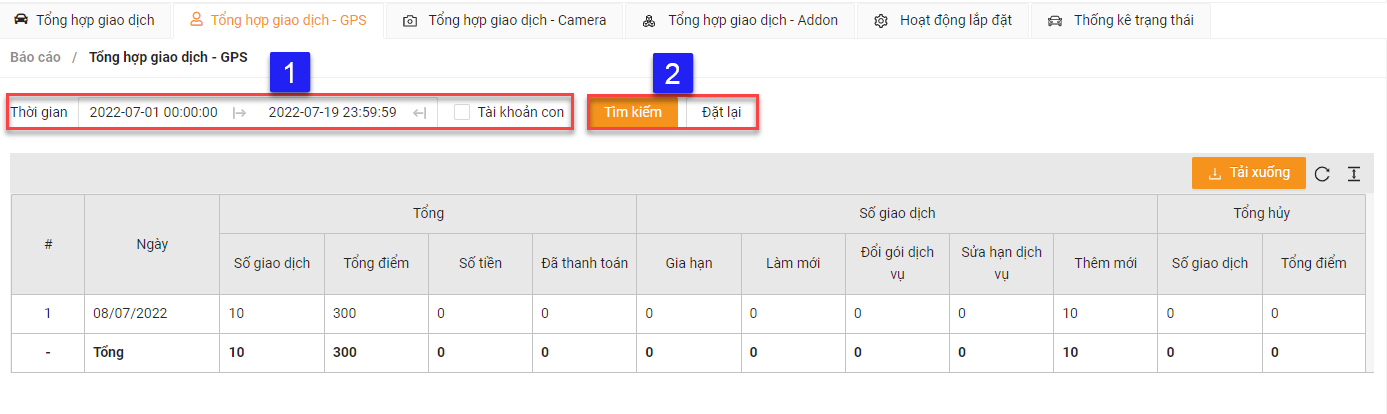 Tổng hợp giao dịch Tổng hợp giao dịch - GPS Tổng hợp giao dịch - Camera Tổng hợp giao dịch - Addon Hoạt động lắp đặt Thống kê trạng thái
Báo cáo / Tổng hợp giao dịch - GPS
1 2
Thời gian 2022-07-01 00:00:00 2022-07-19 23:59:59 Tài khoản con Tìm kiếm Đặt lại
Tải xuống
# Ngày Tổng Số giao dịch Tổng hủy
Số giao dịch Tổng điểm Số tiền Đã thanh toán Gia hạn Làm mới Đổi gói dịch vụ Sửa hạn dịch vụ Thêm mới Số giao dịch Tổng điểm
1 08/07/2022 10 300 0 0 0 0 0 0 10 0 0
- Tổng 10 300 0 0 0 0 0 0 10 0 0